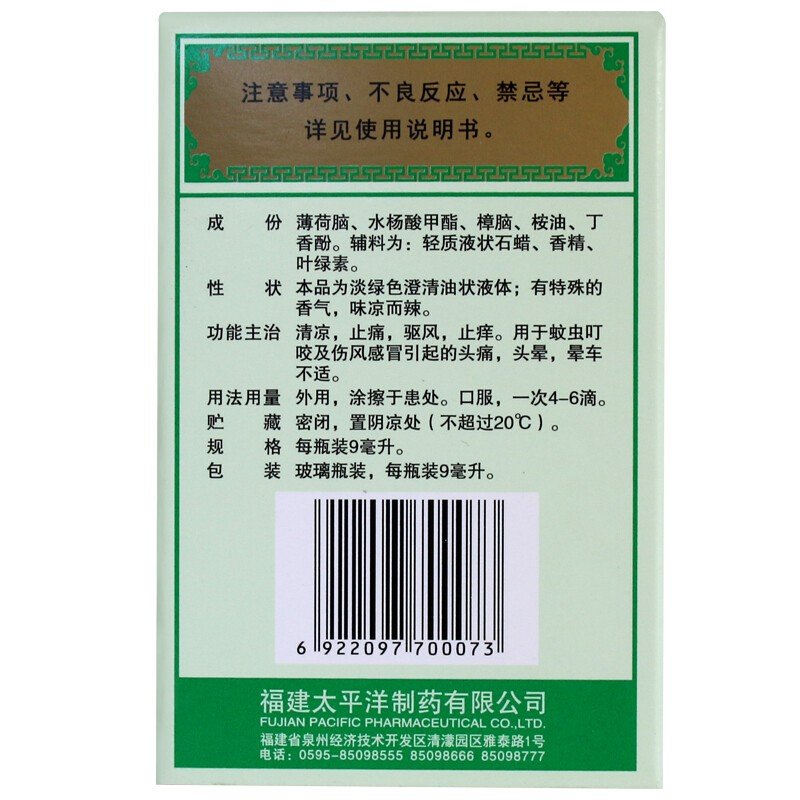 注意事项、不良反应、禁忌等
详见使用说明书。
成 份 薄荷脑、水杨酸甲酯、樟脑、桉油、丁
香酚。辅料为：轻质液状石蜡、香精、
叶绿素。
性 状 本品为淡绿色澄清油状液体；有特殊的
香气，味凉而辣。
功能主治 清凉，止痛，驱风，止痒。用于蚊虫叮
咬及伤风感冒引起的头痛，头晕，晕车
不适。
用法用量 外用，涂擦于患处。口服，一次4-6滴。
贮 藏 密闭，置阴凉处（不超过20℃）。
规 格 每瓶装9毫升。
包 装 玻璃瓶装，每瓶装9毫升。
6 922097 700073
福建太平洋制药有限公司
FUJIAN PACIFIC PHARMACEUTICAL CO.,LTD.
福建省泉州经济技术开发区清濛园区雅泰路1号
电话：0595-85098555 85098666 85098777